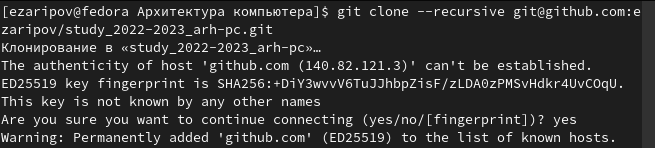 [ezaripov@fedora Архитектура компьютера]$ git clone --recursive git@github.com:e
zaripov/study_2022-2023_arh-pc.git
Клонирование в «study_2022-2023_arh-pc»…
The authenticity of host 'github.com (140.82.121.3)' can't be established.
ED25519 key fingerprint is SHA256:+DiY3wvvV6TuJJhbpZisF/zLDA0zPMSvHdkr4UvCOqU.
This key is not known by any other names
Are you sure you want to continue connecting (yes/no/[fingerprint])? yes
Warning: Permanently added 'github.com' (ED25519) to the list of known hosts.